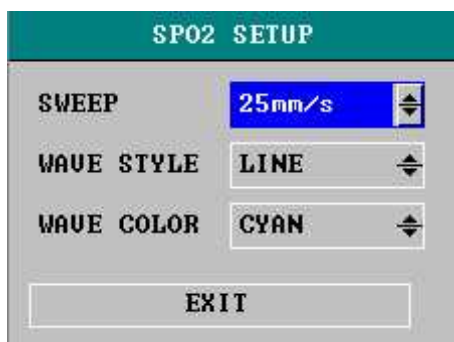 SPO2 SETUP
SWEEP 25mm/s
WAVE STYLE LINE
WAVE COLOR CYAN
EXIT